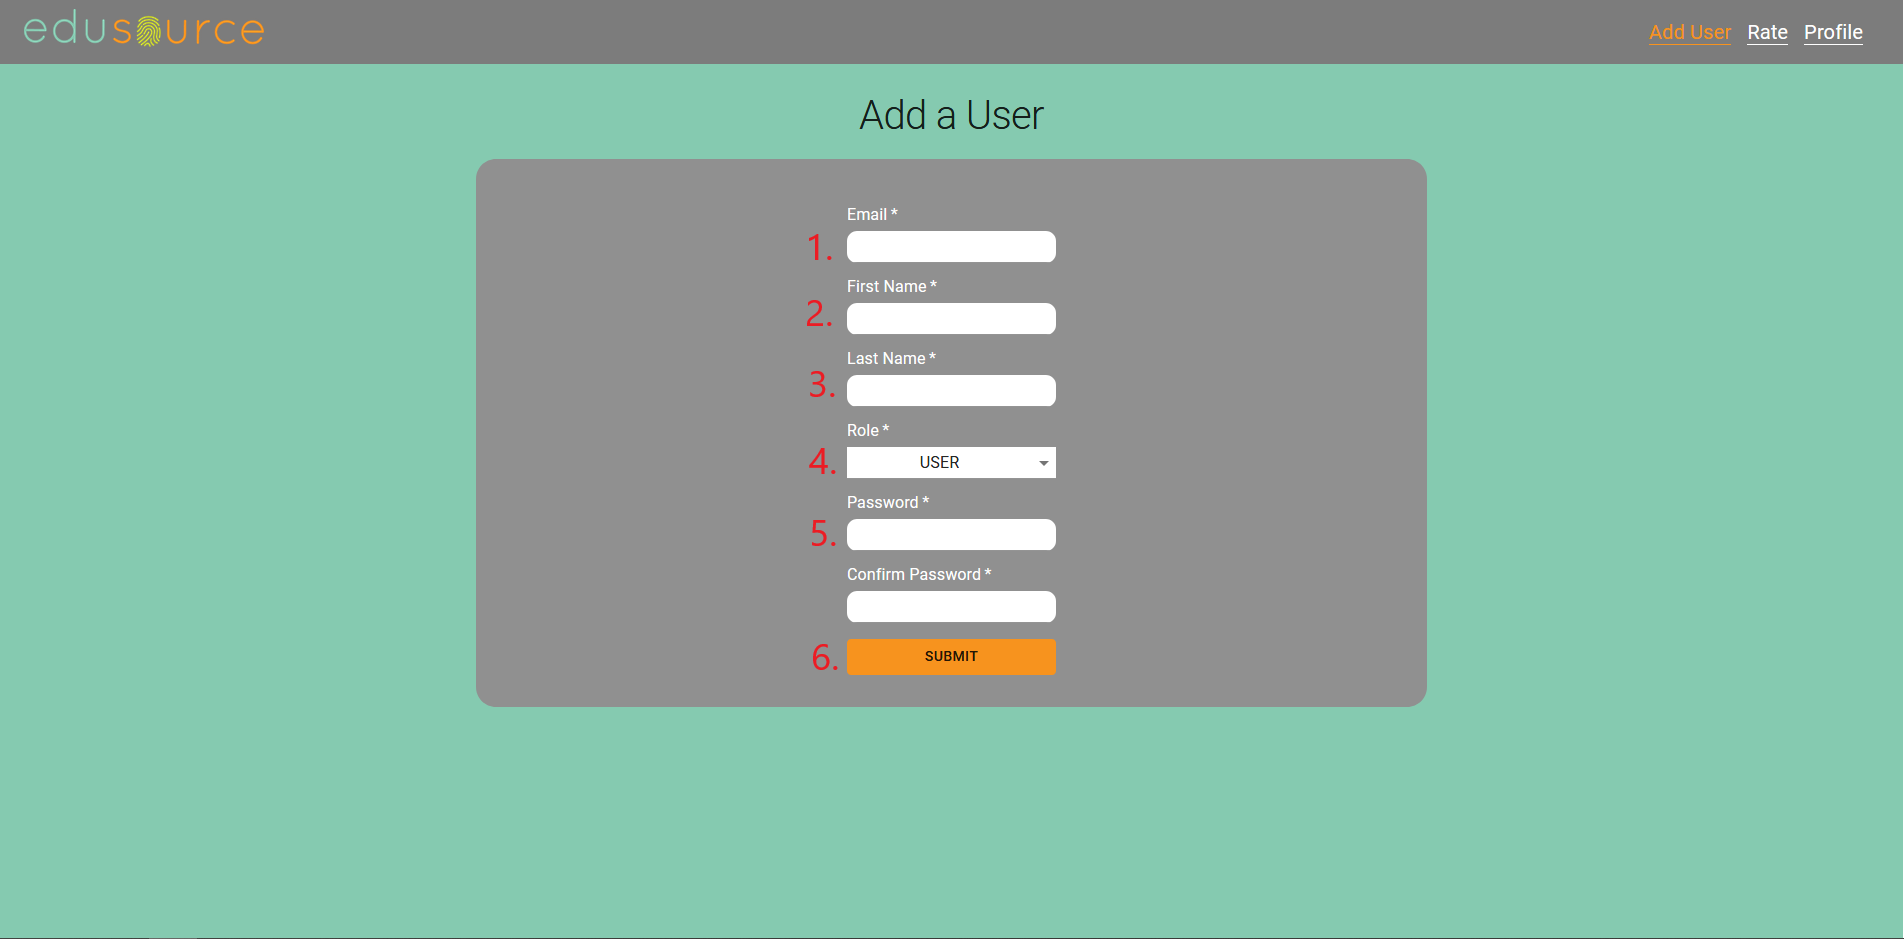 edusource
Add User Rate Profile
Add a User
Email *
1.
First Name *
2.
Last Name *
3.
Role *
4. USER
Password *
5.
Confirm Password *
6. SUBMIT